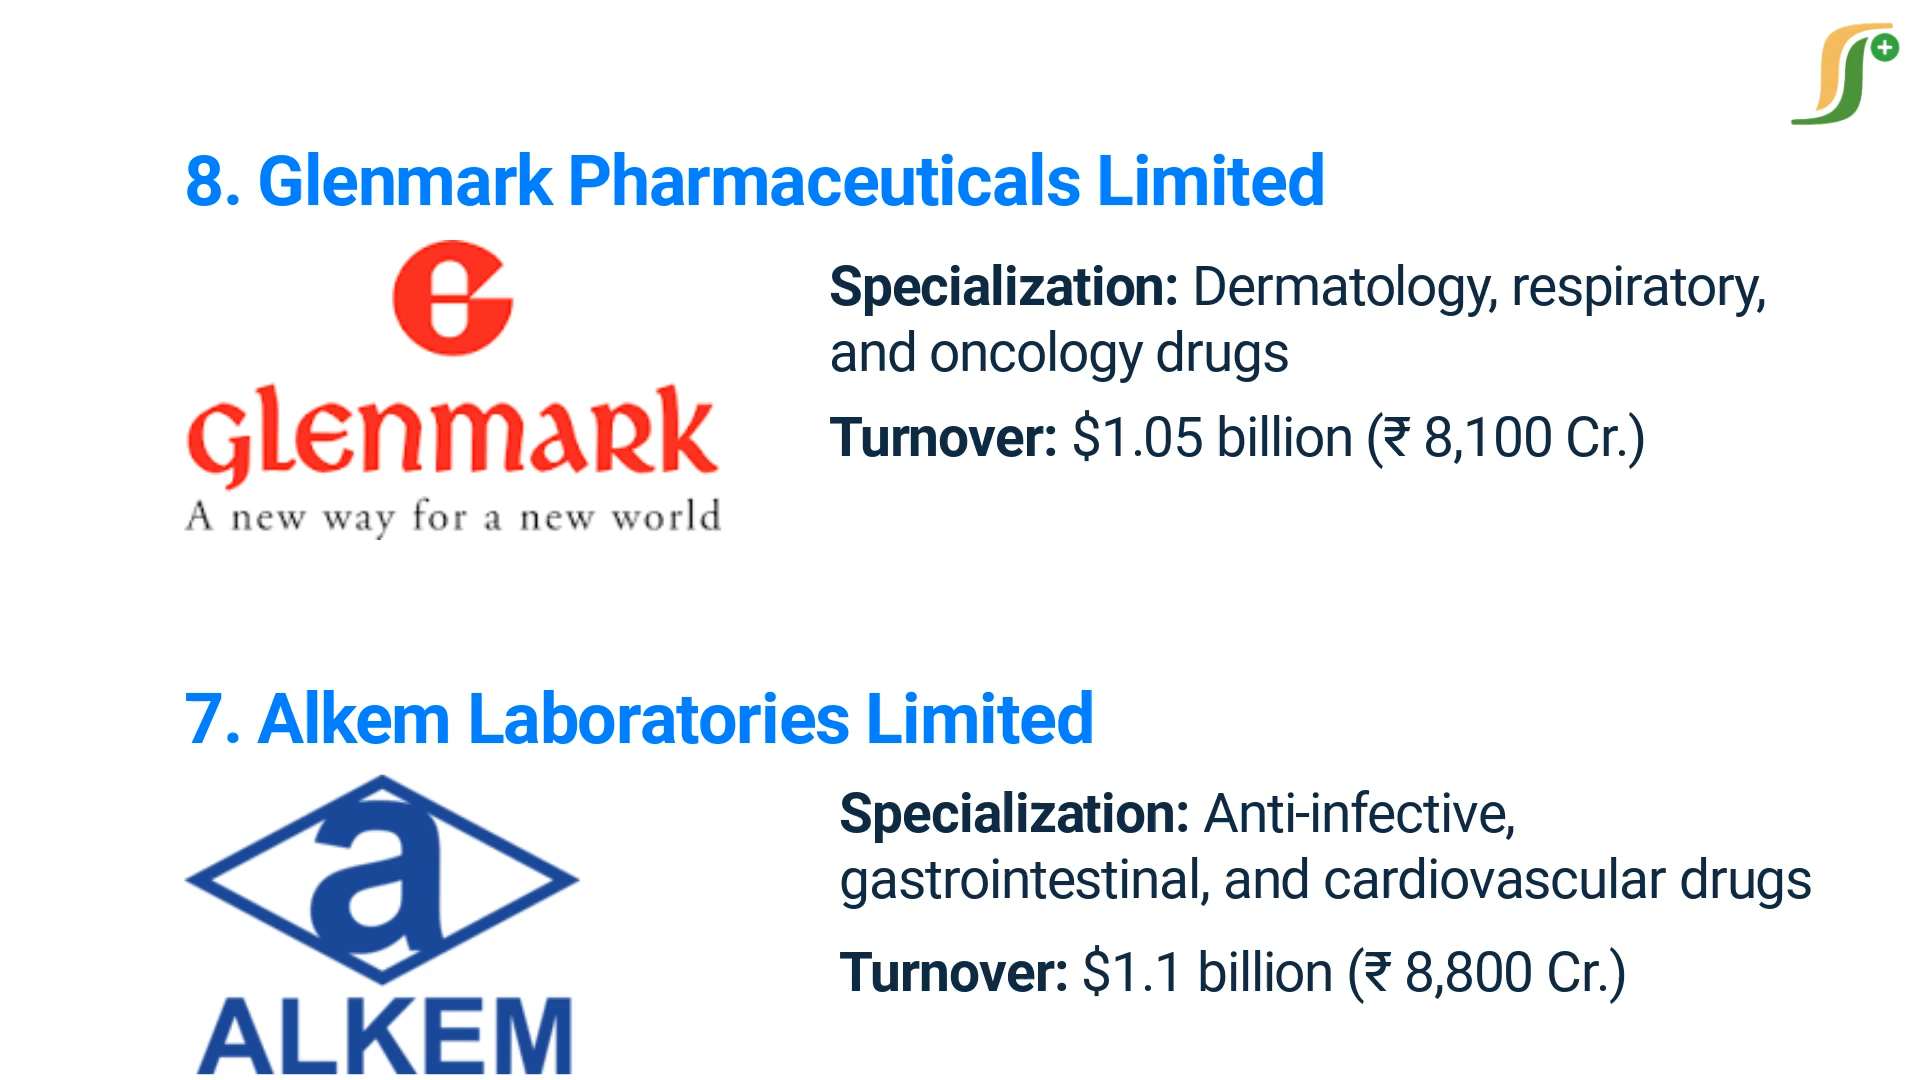 8. Glenmark Pharmaceuticals Limited
glenmark
A new way for a new world
Specialization: Dermatology, respiratory,
and oncology drugs
Turnover: $1.05 billion (₹ 8,100 Cr.)
7. Alkem Laboratories Limited
a
ALKEM
Specialization: Anti-infective,
gastrointestinal, and cardiovascular drugs
Turnover: $1.1 billion (₹ 8,800 Cr.)